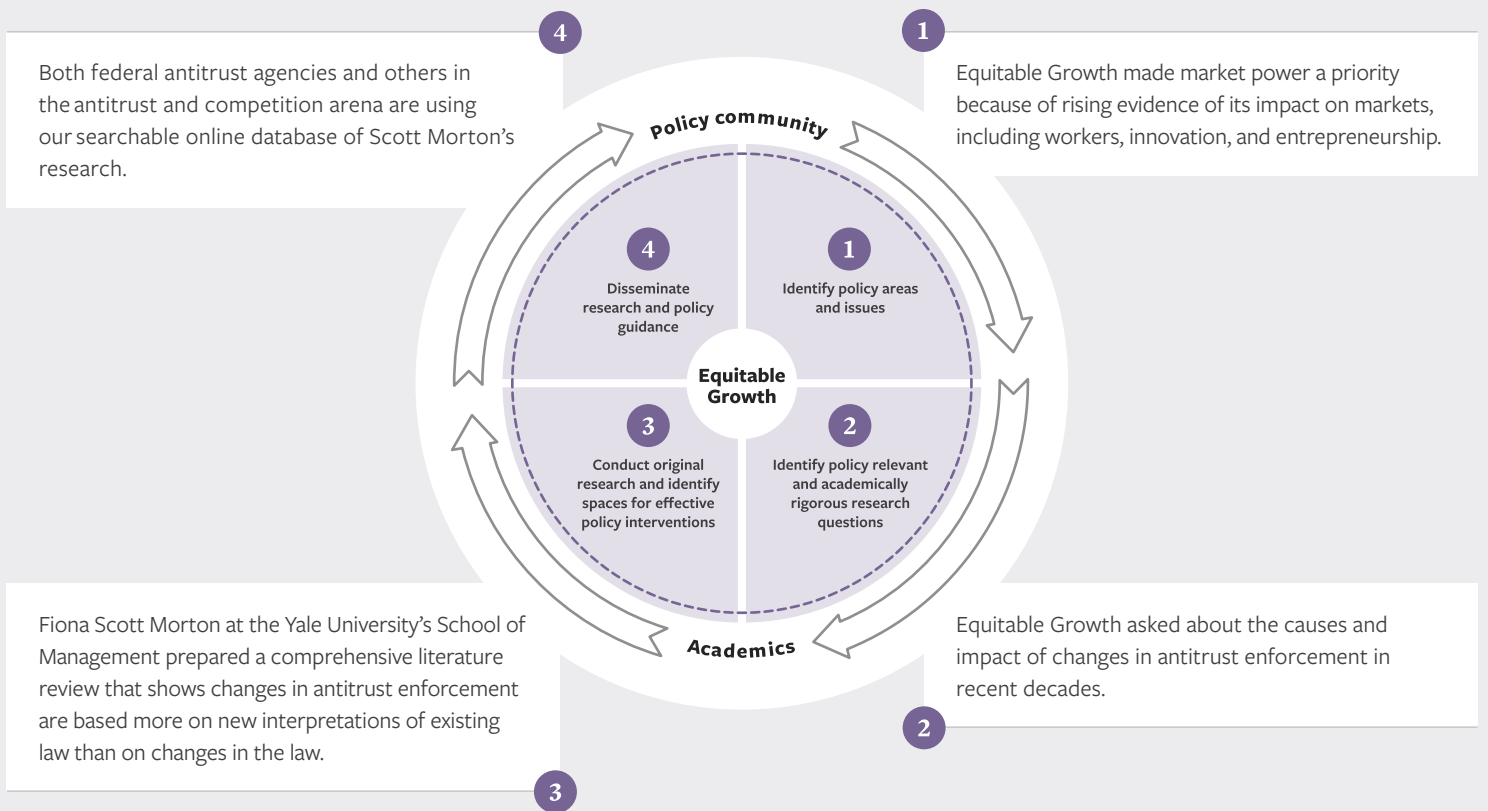 4
Both federal antitrust agencies and others in
the antitrust and competition arena are using
our searchable online database of Scott Morton’s
research.
1
Equitable Growth made market power a priority
because of rising evidence of its impact on markets,
including workers, innovation, and entrepreneurship.
Policy community
4
Disseminate
research and policy
guidance
1
Identify policy areas
and issues
Equitable
Growth
3
Conduct original
research and identify
spaces for effective
policy interventions
2
Identify policy relevant
and academically
rigorous research
questions
Academics
Fiona Scott Morton at the Yale University’s School of
Management prepared a comprehensive literature
review that shows changes in antitrust enforcement
are based more on new interpretations of existing
law than on changes in the law.
3
Equitable Growth asked about the causes and
impact of changes in antitrust enforcement in
recent decades.
2